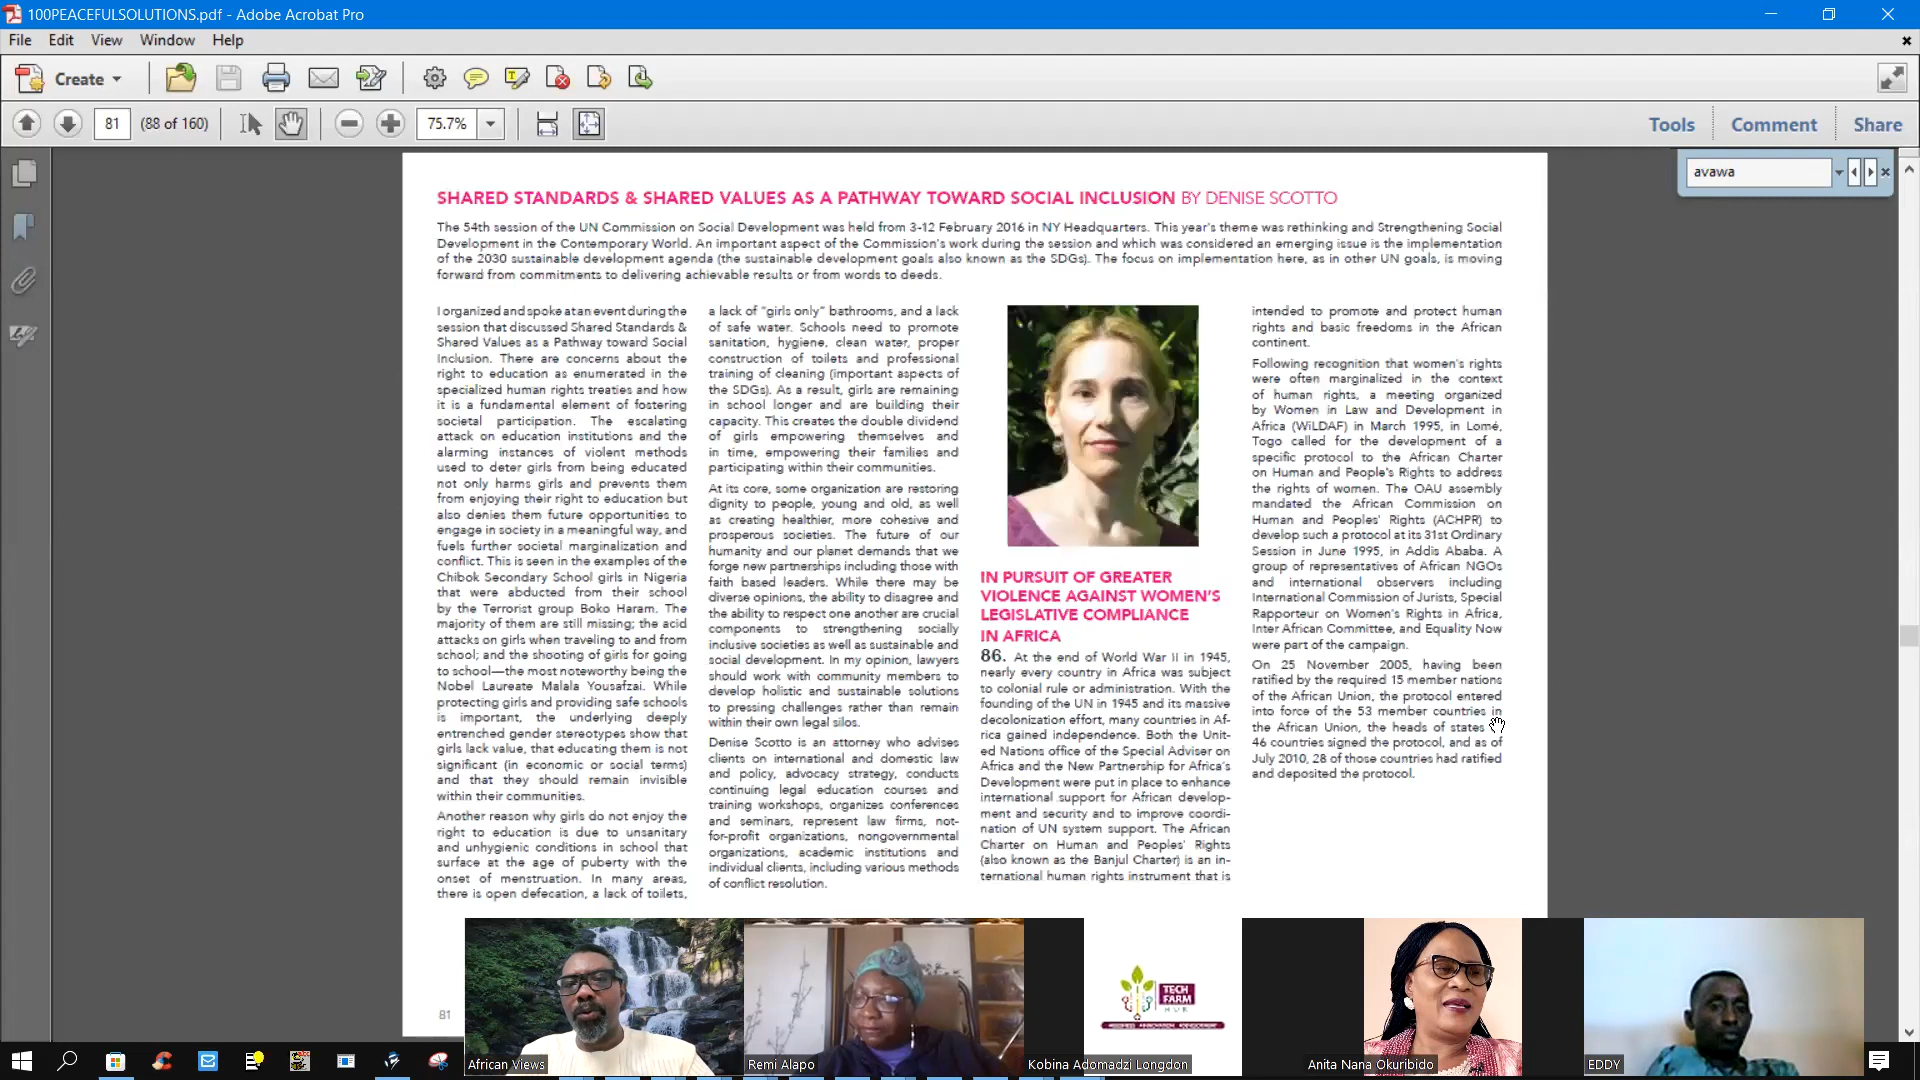 100PEACEFULSOLUTIONS.pdf - Adobe Acrobat Pro
File Edit View Window Help
Create
81 (88 of 160) 75.7% Tools Comment Share
avawa
SHARED STANDARDS & SHARED VALUES AS A PATHWAY TOWARD SOCIAL INCLUSION BY DENISE SCOTTO
The 54th session of the UN Commission on Social Development was held from 3-12 February 2016 in NY Headquarters. This year's theme was rethinking and Strengthening Social
Development in the Contemporary World. An important aspect of the Commission's work during the session and which was considered an emerging issue is the implementation
of the 2030 sustainable development agenda (the sustainable development goals also known as the SDGs). The focus on implementation here, as in other UN goals, is moving
forward from commitments to delivering achievable results or from words to deeds.
I organized and spoke at an event during the
session that discussed Shared Standards &
Shared Values as a Pathway toward Social
Inclusion. There are concerns about the
right to education as enumerated in the
specialized human rights treaties and how
it is a fundamental element of fostering
societal participation. The escalating
attack on education institutions and the
alarming instances of violent methods
used to deter girls from being educated
not only harms girls and prevents them
from enjoying their right to education but
also denies them future opportunities to
engage in society in a meaningful way, and
fuels further societal marginalization and
conflict. This is seen in the examples of the
Chibok Secondary School girls in Nigeria
that were abducted from their school
by the Terrorist group Boko Haram. The
majority of them are still missing; the acid
attacks on girls when traveling to and from
school; and the shooting of girls for going
to school—the most noteworthy being the
Nobel Laureate Malala Yousafzai. While
protecting girls and providing safe schools
is important, the underlying deeply
entrenched gender stereotypes show that
girls lack value, that educating them is not
significant (in economic or social terms)
and that they should remain invisible
within their communities.
Another reason why girls do not enjoy the
right to education is due to unsanitary
and unhygienic conditions in school that
surface at the age of puberty with the
onset of menstruation. In many areas,
there is open defecation, a lack of toilets,
a lack of "girls only" bathrooms, and a lack
of safe water. Schools need to promote
sanitation, hygiene, clean water, proper
construction of toilets and professional
training of cleaning (important aspects of
the SDGs). As a result, girls are remaining
in school longer and are building their
capacity. This creates the double dividend
of girls empowering themselves and
in time, empowering their families and
participating within their communities.
At its core, some organization are restoring
dignity to people, young and old, as well
as creating healthier, more cohesive and
prosperous societies. The future of our
humanity and our planet demands that we
forge new partnerships including those with
faith based leaders. While there may be
diverse opinions, the ability to disagree and
the ability to respect one another are crucial
components to strengthening socially
inclusive societies as well as sustainable and
social development. In my opinion, lawyers
should work with community members to
develop holistic and sustainable solutions
to pressing challenges rather than remain
within their own legal silos.
Denise Scotto is an attorney who advises
clients on international and domestic law
and policy, advocacy strategy, conducts
continuing legal education courses and
training workshops, organizes conferences
and seminars, represent law firms, not-
for-profit organizations, nongovernmental
organizations, academic institutions and
individual clients, including various methods
of conflict resolution.
IN PURSUIT OF GREATER
VIOLENCE AGAINST WOMEN'S
LEGISLATIVE COMPLIANCE
IN AFRICA
86. At the end of World War II in 1945,
nearly every country in Africa was subject
to colonial rule or administration. With the
founding of the UN in 1945 and its massive
decolonization effort, many countries in Af-
rica gained independence. Both the Unit-
ed Nations office of the Special Adviser on
Africa and the New Partnership for Africa's
Development were put in place to enhance
international support for African develop-
ment and security and to improve coordi-
nation of UN system support. The African
Charter on Human and Peoples' Rights
(also known as the Banjul Charter) is an in-
ternational human rights instrument that is
intended to promote and protect human
rights and basic freedoms in the African
continent.
Following recognition that women's rights
were often marginalized in the context
of human rights, a meeting organized
by Women in Law and Development in
Africa (WiLDAF) in March 1995, in Lomé,
Togo called for the development of a
specific protocol to the African Charter
on Human and People's Rights to address
the rights of women. The OAU assembly
mandated the African Commission on
Human and Peoples' Rights (ACHPR) to
develop such a protocol at its 31st Ordinary
Session in June 1995, in Addis Ababa. A
group of representatives of African NGOs
and international observers including
International Commission of Jurists, Special
Rapporteur on Women's Rights in Africa,
Inter African Committee, and Equality Now
were part of the campaign.
On 25 November 2005, having been
ratified by the required 15 member nations
of the African Union, the protocol entered
into force of the 53 member countries in
the African Union, the heads of states
46 countries signed the protocol, and as of
July 2010, 28 of those countries had ratified
and deposited the protocol.
81
TECH
FARM
HUB
African Views
Remi Alapo
Kobina Adomadzi Longdon
Anita Nana Okuribido
EDDY